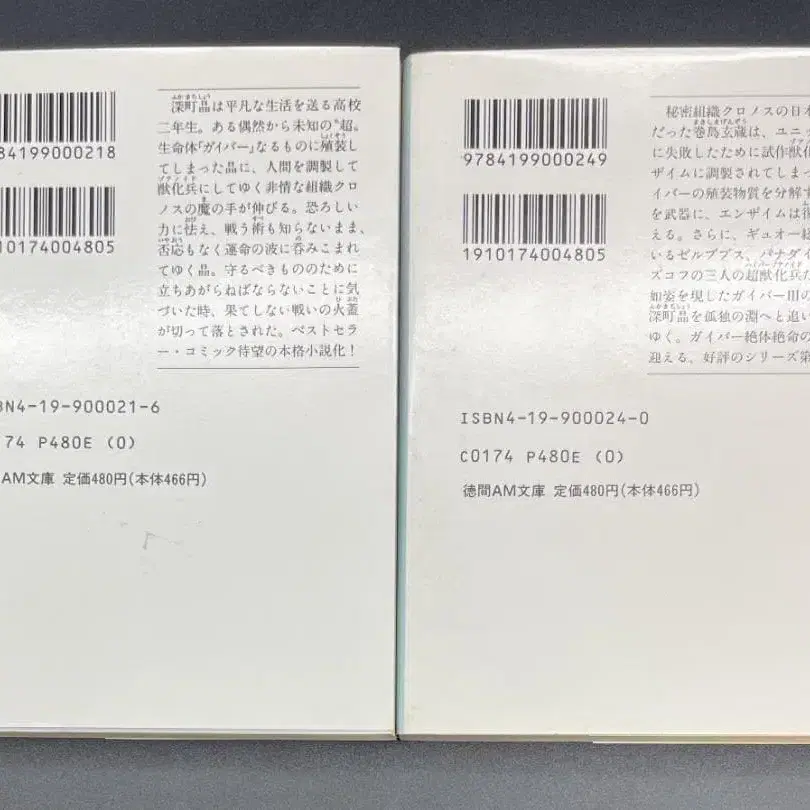 深町晶は平凡な生活を送る高校
二年生。ある偶然から未知の“超。
生命体「ガイバー」なるものに殖装し
てしまった晶に、人間を調製して
獣化兵にしてゆく非情な組織クロ
ノスの魔の手が伸びる。恐ろしい
力に怯え、戦う術も知らないまま、
否応もなく運命の波に呑みこまれ
てゆく晶。守るべきもののために
立ちあがらねばならないことに気
づいた時、果てしない戦いの火蓋
が切って落とされた。ベストセラ
ー・コミック待望の本格小説化！
84199000218
10174004805
BN4-19-900021-6
74 P480E (0)
AM文庫 定価480円(本体466円)
秘密組織クロノスの日本
だった巻島玄蔵は、ユニ
に失敗したために試作獣化
ザイムに調製されてしまっ
イバーの殖装物質を分解す
を武器に、エンザイムは
える。さらに、ギュオー
いるゼルブブス、バナダイ
ズコフの三人の超獣化兵
如姿を現したガイバーIIIの
深町晶を孤独の淵へと追い
ゆく。ガイバー絶体絶命の
迎える、好評のシリーズ第
9784199000249
1910174004805
ISBN4-19-900024-0
C0174 P480E (0)
徳間AM文庫 定価480円(本体466円)